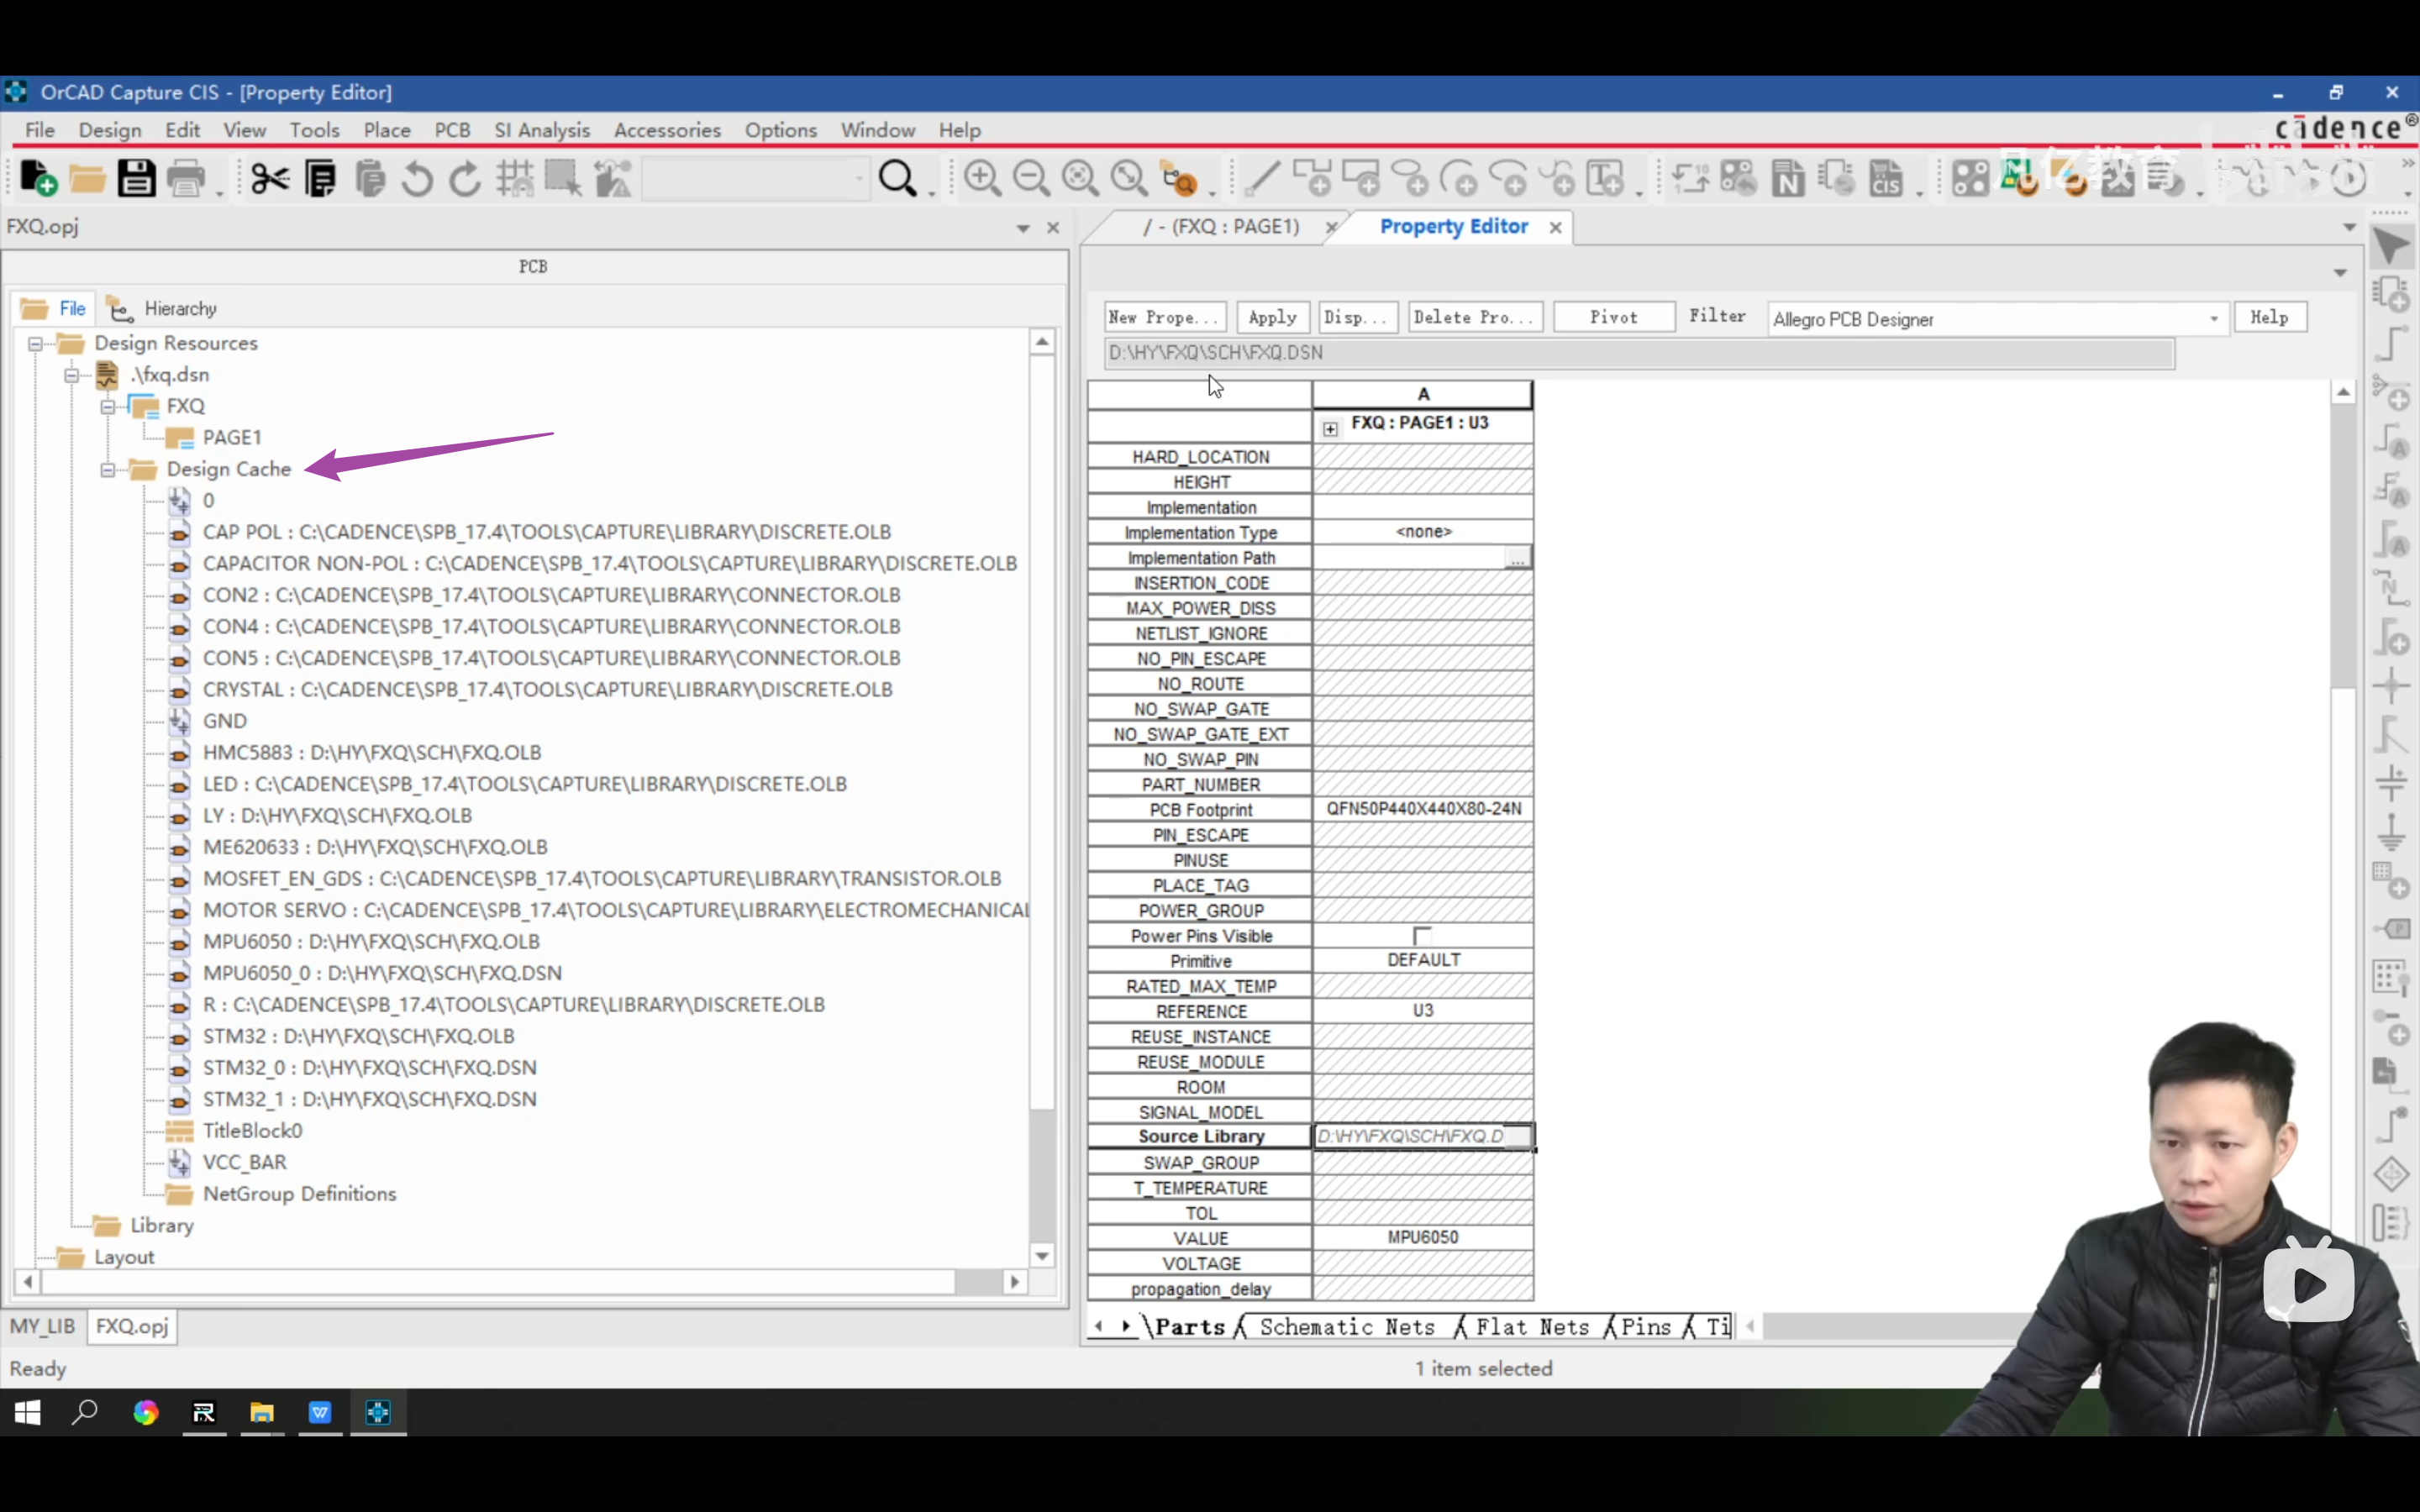 OrCAD Capture CIS - [Property Editor]
File Design Edit View Tools Place PCB SI Analysis Accessories Options Window Help
cādence®
凡亿教育
FXQ.opj
/ - (FXQ : PAGE1)
Property Editor
PCB
File
Hierarchy
New Prope...
Apply
Disp...
Delete Pro...
Pivot
Filter
Allegro PCB Designer
Help
D:\HY\FXQ\SCH\FXQ.DSN
Design Resources
.\fxq.dsn
FXQ
PAGE1
Design Cache
0
CAP POL : C:\CADENCE\SPB_17.4\TOOLS\CAPTURE\LIBRARY\DISCRETE.OLB
CAPACITOR NON-POL : C:\CADENCE\SPB_17.4\TOOLS\CAPTURE\LIBRARY\DISCRETE.OLB
CON2 : C:\CADENCE\SPB_17.4\TOOLS\CAPTURE\LIBRARY\CONNECTOR.OLB
CON4 : C:\CADENCE\SPB_17.4\TOOLS\CAPTURE\LIBRARY\CONNECTOR.OLB
CON5 : C:\CADENCE\SPB_17.4\TOOLS\CAPTURE\LIBRARY\CONNECTOR.OLB
CRYSTAL : C:\CADENCE\SPB_17.4\TOOLS\CAPTURE\LIBRARY\DISCRETE.OLB
GND
HMC5883 : D:\HY\FXQ\SCH\FXQ.OLB
LED : C:\CADENCE\SPB_17.4\TOOLS\CAPTURE\LIBRARY\DISCRETE.OLB
LY : D:\HY\FXQ\SCH\FXQ.OLB
ME620633 : D:\HY\FXQ\SCH\FXQ.OLB
MOSFET_EN_GDS : C:\CADENCE\SPB_17.4\TOOLS\CAPTURE\LIBRARY\TRANSISTOR.OLB
MOTOR SERVO : C:\CADENCE\SPB_17.4\TOOLS\CAPTURE\LIBRARY\ELECTROMECHANICAL
MPU6050 : D:\HY\FXQ\SCH\FXQ.OLB
MPU6050_0 : D:\HY\FXQ\SCH\FXQ.DSN
R : C:\CADENCE\SPB_17.4\TOOLS\CAPTURE\LIBRARY\DISCRETE.OLB
STM32 : D:\HY\FXQ\SCH\FXQ.OLB
STM32_0 : D:\HY\FXQ\SCH\FXQ.DSN
STM32_1 : D:\HY\FXQ\SCH\FXQ.DSN
TitleBlock0
VCC_BAR
NetGroup Definitions
Library
Layout
MY_LIB
FXQ.opj
Ready
A
FXQ : PAGE1 : U3
HARD_LOCATION
HEIGHT
Implementation
Implementation Type <none>
Implementation Path ...
INSERTION_CODE
MAX_POWER_DISS
NETLIST_IGNORE
NO_PIN_ESCAPE
NO_ROUTE
NO_SWAP_GATE
NO_SWAP_GATE_EXT
NO_SWAP_PIN
PART_NUMBER
PCB Footprint QFN50P440X440X80-24N
PIN_ESCAPE
PINUSE
PLACE_TAG
POWER_GROUP
Power Pins Visible
Primitive DEFAULT
RATED_MAX_TEMP
REFERENCE U3
REUSE_INSTANCE
REUSE_MODULE
ROOM
SIGNAL_MODEL
Source Library D:\HY\FXQ\SCH\FXQ.D
SWAP_GROUP
T_TEMPERATURE
TOL
VALUE MPU6050
VOLTAGE
propagation_delay
Parts Schematic Nets Flat Nets Pins Ti
1 item selected